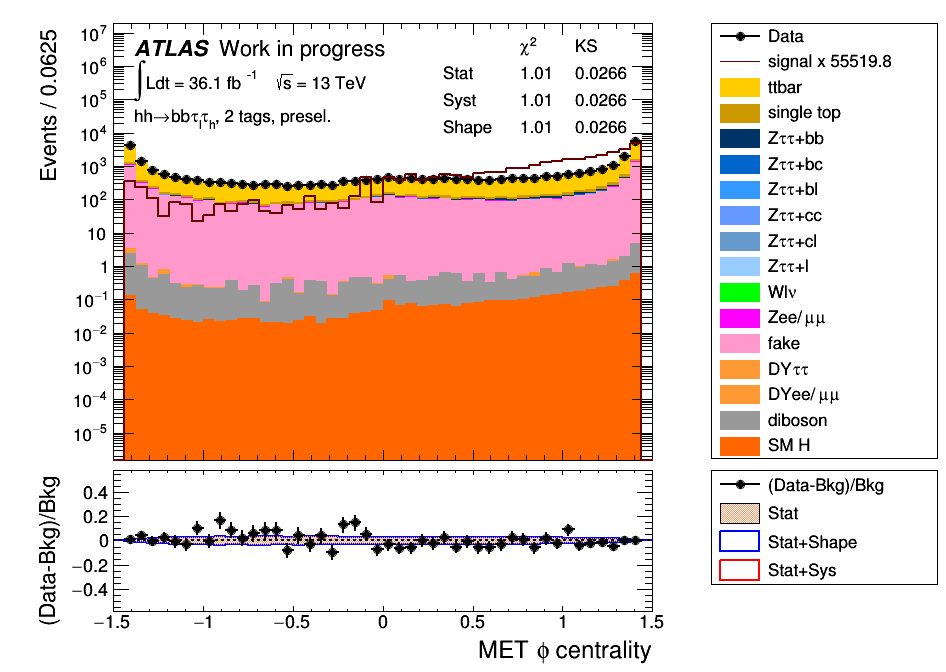 ATLAS Work in progress
∫Ldt = 36.1 fb⁻¹ √s = 13 TeV
hh→bbτ_lτ_h, 2 tags, presel.
χ² KS
Stat 1.01 0.0266
Syst 1.01 0.0266
Shape 1.01 0.0266
Events / 0.0625
10⁷
10⁶
10⁵
10⁴
10³
10²
10
1
10⁻¹
10⁻²
10⁻³
10⁻⁴
10⁻⁵
Data
signal x 55519.8
ttbar
single top
Zττ+bb
Zττ+bc
Zττ+bl
Zττ+cc
Zττ+cl
Zττ+l
Wlν
Zee/μμ
fake
DYττ
DYee/μμ
diboson
SM H
(Data-Bkg)/Bkg
0.4
0.2
0
−0.2
−0.4
−1.5 −1 −0.5 0 0.5 1 1.5
MET φ centrality
(Data-Bkg)/Bkg
Stat
Stat+Shape
Stat+Sys